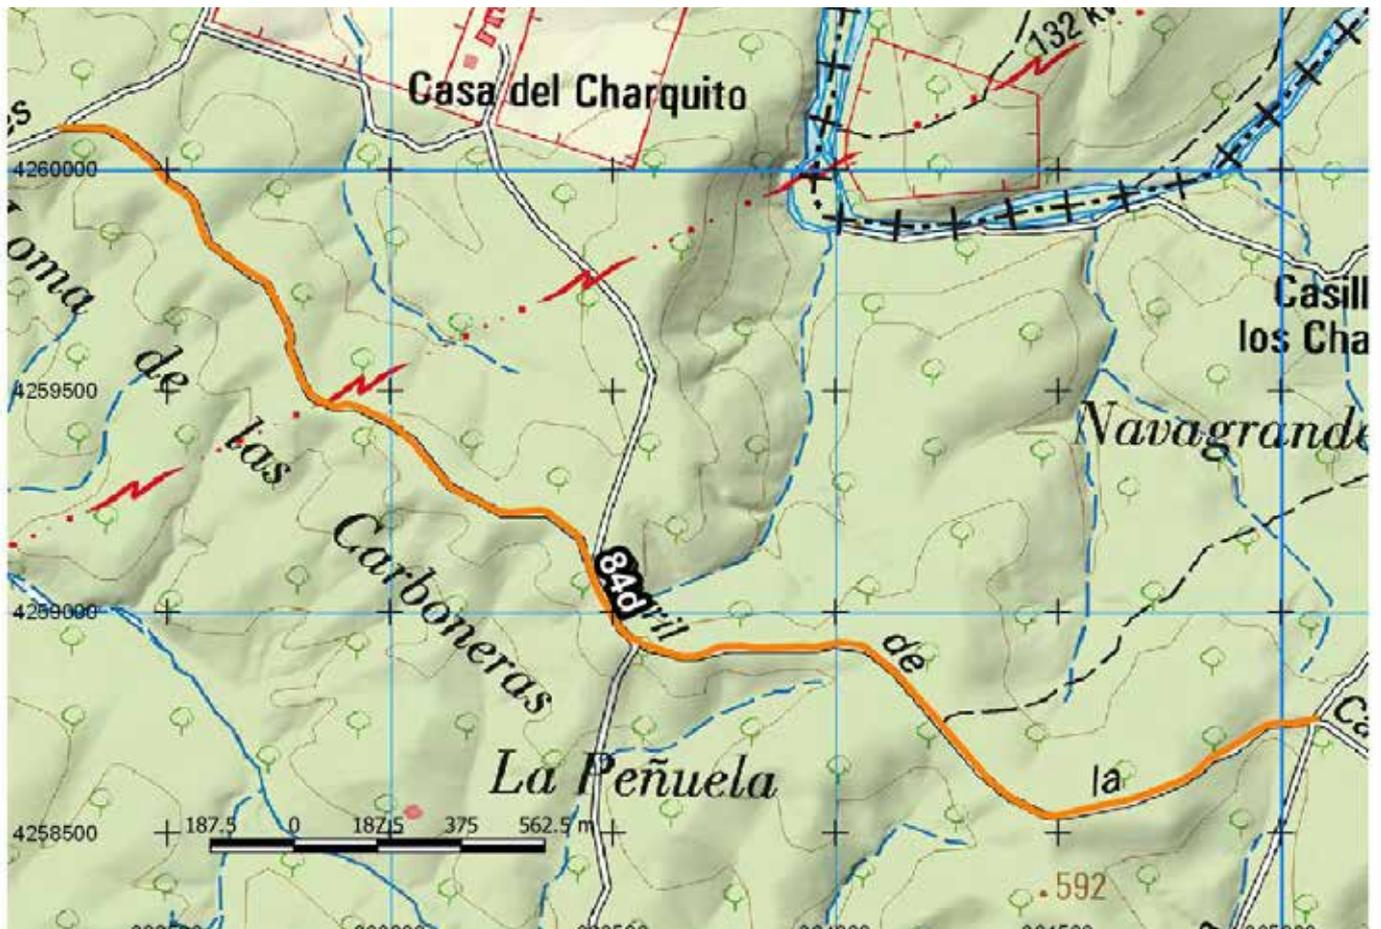 132 kV
Casa del Charquito
es
4260000
Loma
de
las
Carboneras
Casill
los Cha
4259500
Navagrande
84d
ril
4259000
de
la
Ca
La Peñuela
187.5 0 187.5 375 562.5 m
4258500
592